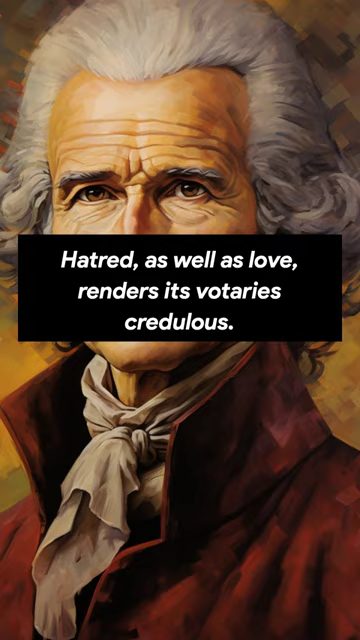 Hatred, as well as love,
renders its votaries
credulous.